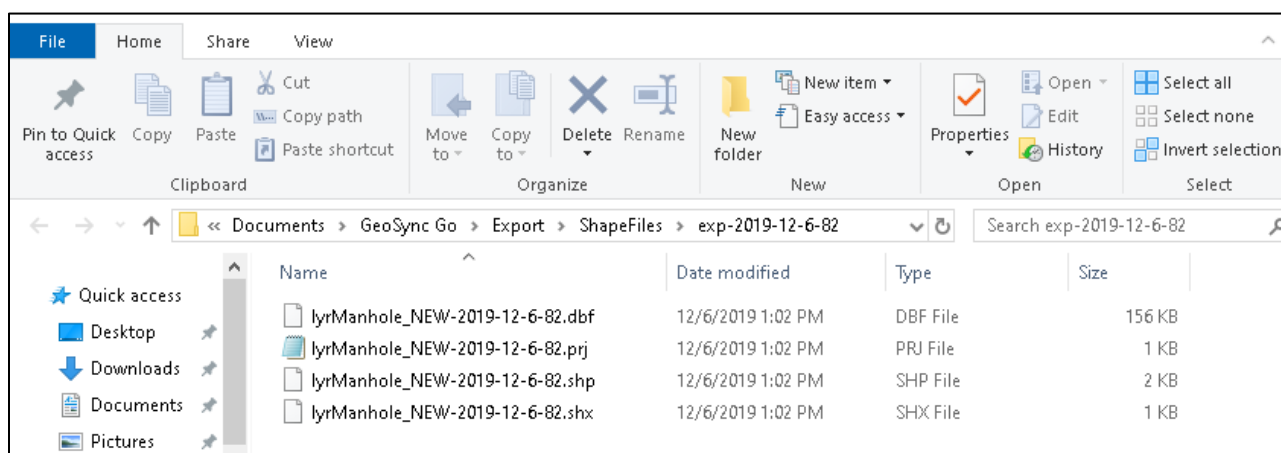 File Home Share View
Pin to Quick access
Copy
Paste
Cut
Copy path
Paste shortcut
Clipboard
Move to
Copy to
Delete
Rename
Organize
New folder
New item
Easy access
New
Properties
Open
Edit
History
Open
Select all
Select none
Invert selection
Select
« Documents > GeoSync Go > Export > ShapeFiles > exp-2019-12-6-82
Search exp-2019-12-6-82
Quick access
Desktop
Downloads
Documents
Pictures
Name Date modified Type Size
lyrManhole_NEW-2019-12-6-82.dbf 12/6/2019 1:02 PM DBF File 156 KB
lyrManhole_NEW-2019-12-6-82.prj 12/6/2019 1:02 PM PRJ File 1 KB
lyrManhole_NEW-2019-12-6-82.shp 12/6/2019 1:02 PM SHP File 2 KB
lyrManhole_NEW-2019-12-6-82.shx 12/6/2019 1:02 PM SHX File 1 KB